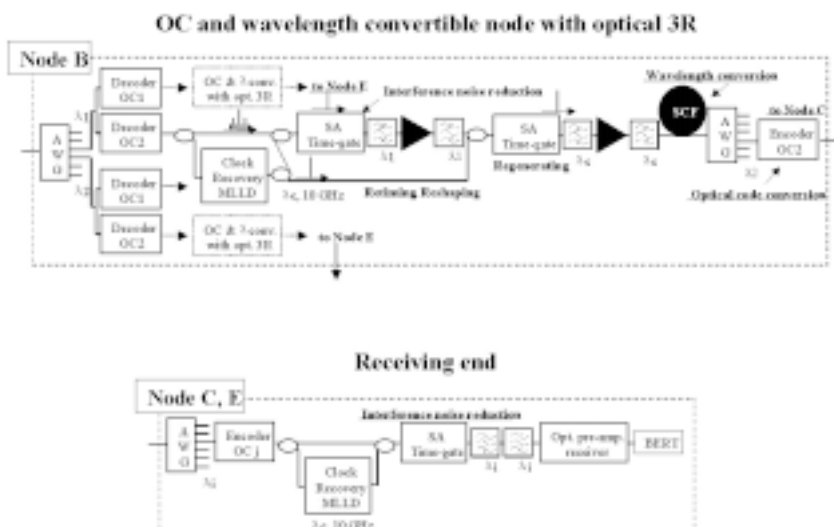 OC and wavelength convertible node with optical 3R
Node B
Decoder
OC1
OC & λ conv.
with opt. 3R
to Node E
Interference noise reduction
Wavelength conversion
λ1
Decoder
OC2
SA
Time-gate
SA
Time-gate
SCF
to Node C
A
W
G
Clock
Recovery
MLLD
λ1
λ1
Regenerating
A
W
G
Encoder
OC2
λ2
Decoder
OC1
λc, 10 GHz
Retiming Reshaping
Optical code conversion
Decoder
OC2
OC & λ conv.
with opt. 3R
to Node E
Receiving end
Node C, E
Interference noise reduction
A
W
G
Encoder
OC j
SA
Time-gate
Opt. pre-amp.
receiver
BERT
λj
λj
Clock
Recovery
MLLD
λc, 10 GHz